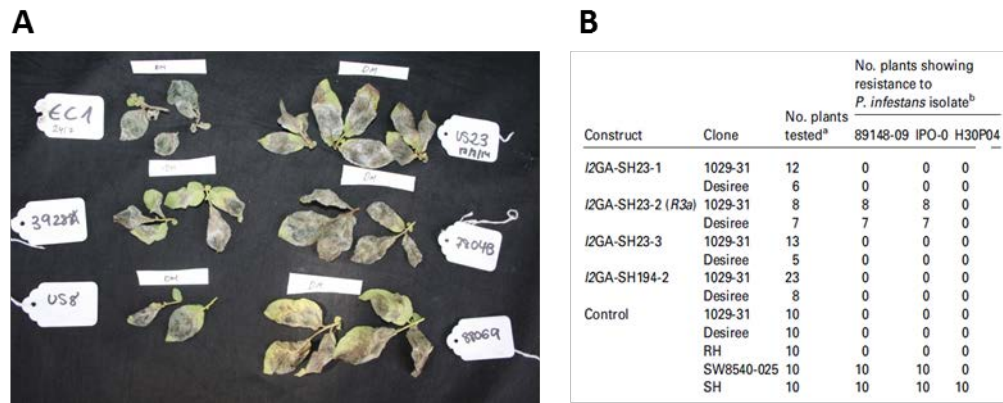 A
B
DM
DM
EC1
US23
DM
DM
US8
DM
DM
88069
No. plants showing
resistance to
P. infestans isolateᵇ
No. plants
Construct Clone testedᵃ 89148-09 IPO-0 H30P04
I2GA-SH23-1 1029-31 12 0 0 0
Desiree 6 0 0 0
I2GA-SH23-2 (R3a) 1029-31 8 8 8 0
Desiree 7 7 7 0
I2GA-SH23-3 1029-31 13 0 0 0
Desiree 5 0 0 0
I2GA-SH194-2 1029-31 23 0 0 0
Desiree 8 0 0 0
Control 1029-31 10 0 0 0
Desiree 10 0 0 0
RH 10 0 0 0
SW8540-025 10 10 10 0
SH 10 10 10 10